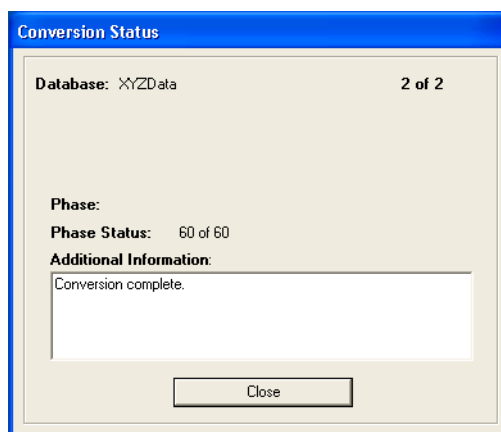 Conversion Status
Database: XYZData 2 of 2
Phase:
Phase Status: 60 of 60
Additional Information:
Conversion complete.
Close